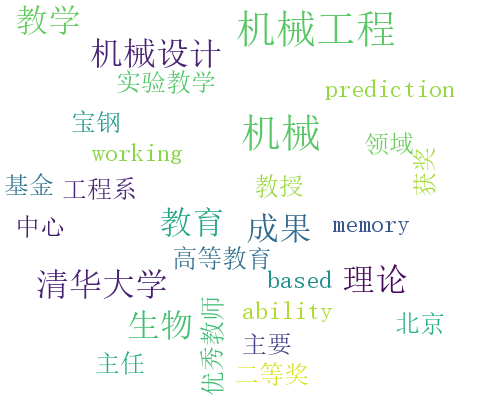 教学
机械工程
机械设计
实验教学
prediction
宝钢
机械
领域
working
获奖
基金
工程系
教授
中心
教育
成果
memory
高等教育
清华大学
based
理论
优秀教师
生物
ability
北京
主要
主任
二等奖